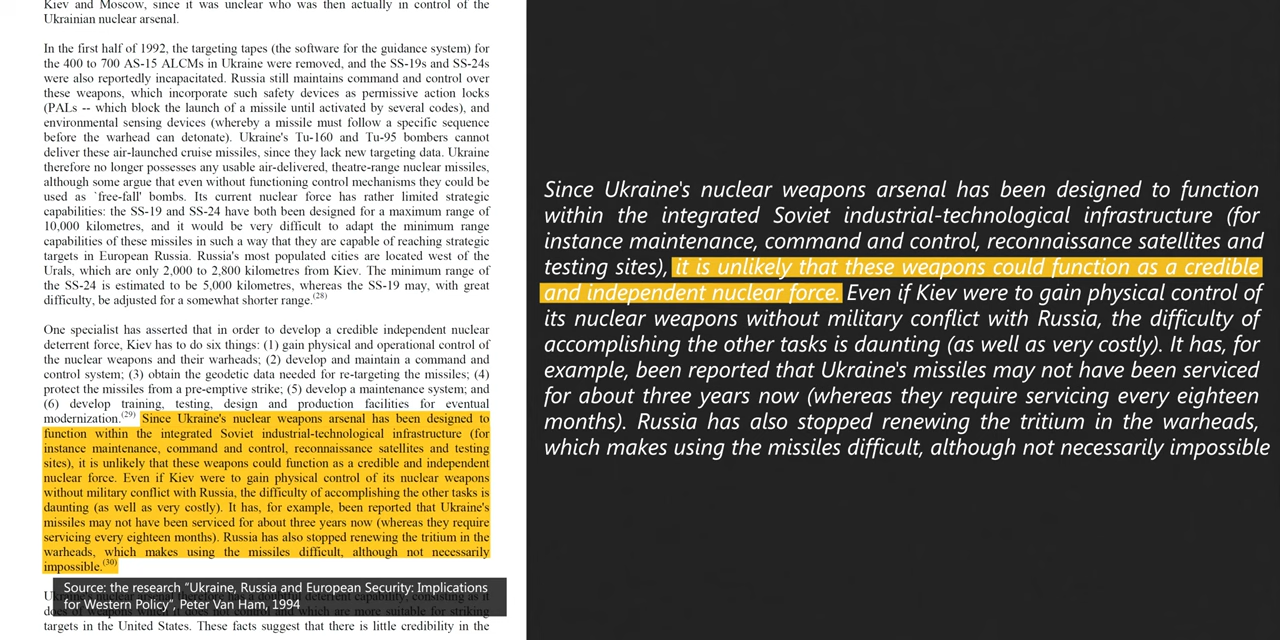 Kiev and Moscow, since it was unclear who was then actually in control of the
Ukrainian nuclear arsenal.
In the first half of 1992, the targeting tapes (the software for the guidance system) for
the 400 to 700 AS-15 ALCMs in Ukraine were removed, and the SS-19s and SS-24s
were also reportedly incapacitated. Russia still maintains command and control over
these weapons, which incorporate such safety devices as permissive action locks
(PALs -- which block the launch of a missile until activated by several codes), and
environmental sensing devices (whereby a missile must follow a specific sequence
before the warhead can detonate). Ukraine's Tu-160 and Tu-95 bombers cannot
deliver these air-launched cruise missiles, since they lack new targeting data. Ukraine
therefore no longer possesses any usable air-delivered, theatre-range nuclear missiles,
although some argue that even without functioning control mechanisms they could be
used as `free-fall' bombs. Its current nuclear force has rather limited strategic
capabilities: the SS-19 and SS-24 have both been designed for a maximum range of
10,000 kilometres, and it would be very difficult to adapt the minimum range
capabilities of these missiles in such a way that they are capable of reaching strategic
targets in European Russia. Russia's most populated cities are located west of the
Urals, which are only 2,000 to 2,800 kilometres from Kiev. The minimum range of
the SS-24 is estimated to be 5,000 kilometres, whereas the SS-19 may, with great
difficulty, be adjusted for a somewhat shorter range.(28)
One specialist has asserted that in order to develop a credible independent nuclear
deterrent force, Kiev has to do six things: (1) gain physical and operational control of
the nuclear weapons and their warheads; (2) develop and maintain a command and
control system; (3) obtain the geodetic data needed for re-targeting the missiles; (4)
protect the missiles from a pre-emptive strike; (5) develop a maintenance system; and
(6) develop training, testing, design and production facilities for eventual
modernization.(29) Since Ukraine's nuclear weapons arsenal has been designed to
function within the integrated Soviet industrial-technological infrastructure (for
instance maintenance, command and control, reconnaissance satellites and testing
sites), it is unlikely that these weapons could function as a credible and independent
nuclear force. Even if Kiev were to gain physical control of its nuclear weapons
without military conflict with Russia, the difficulty of accomplishing the other tasks is
daunting (as well as very costly). It has, for example, been reported that Ukraine's
missiles may not have been serviced for about three years now (whereas they require
servicing every eighteen months). Russia has also stopped renewing the tritium in the
warheads, which makes using the missiles difficult, although not necessarily
impossible.(30)
Source: the research "Ukraine, Russia and European Security: Implications
for Western Policy", Peter Van Ham, 1994
targets in the United States. These facts suggest that there is little credibility in the
Since Ukraine's nuclear weapons arsenal has been designed to function
within the integrated Soviet industrial-technological infrastructure (for
instance maintenance, command and control, reconnaissance satellites and
testing sites), it is unlikely that these weapons could function as a credible
and independent nuclear force. Even if Kiev were to gain physical control of
its nuclear weapons without military conflict with Russia, the difficulty of
accomplishing the other tasks is daunting (as well as very costly). It has, for
example, been reported that Ukraine's missiles may not have been serviced
for about three years now (whereas they require servicing every eighteen
months). Russia has also stopped renewing the tritium in the warheads,
which makes using the missiles difficult, although not necessarily impossible